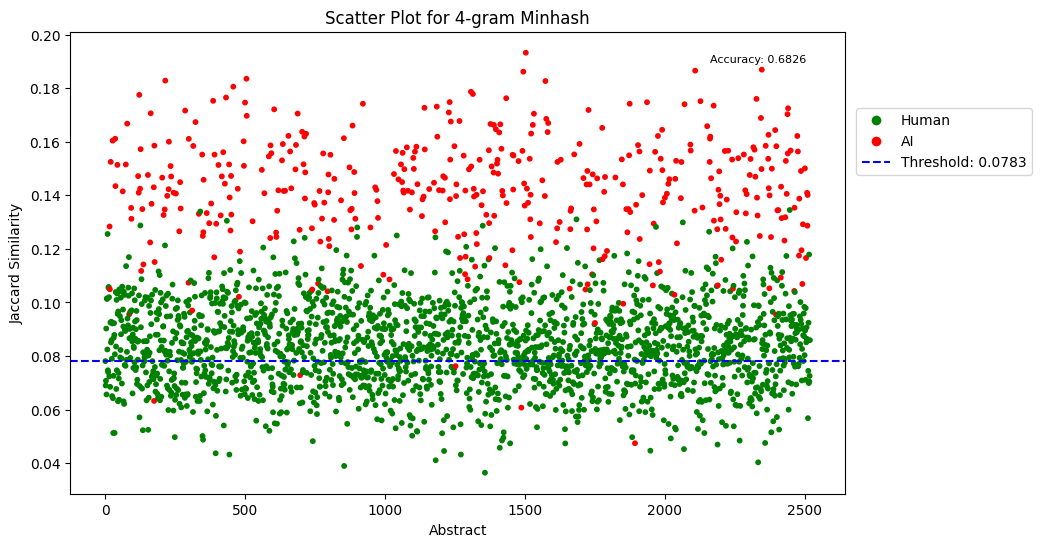 Scatter Plot for 4-gram Minhash
Accuracy: 0.6826
Human
AI
Threshold: 0.0783
Jaccard Similarity
0.20
0.18
0.16
0.14
0.12
0.10
0.08
0.06
0.04
0
500
1000
1500
2000
2500
Abstract